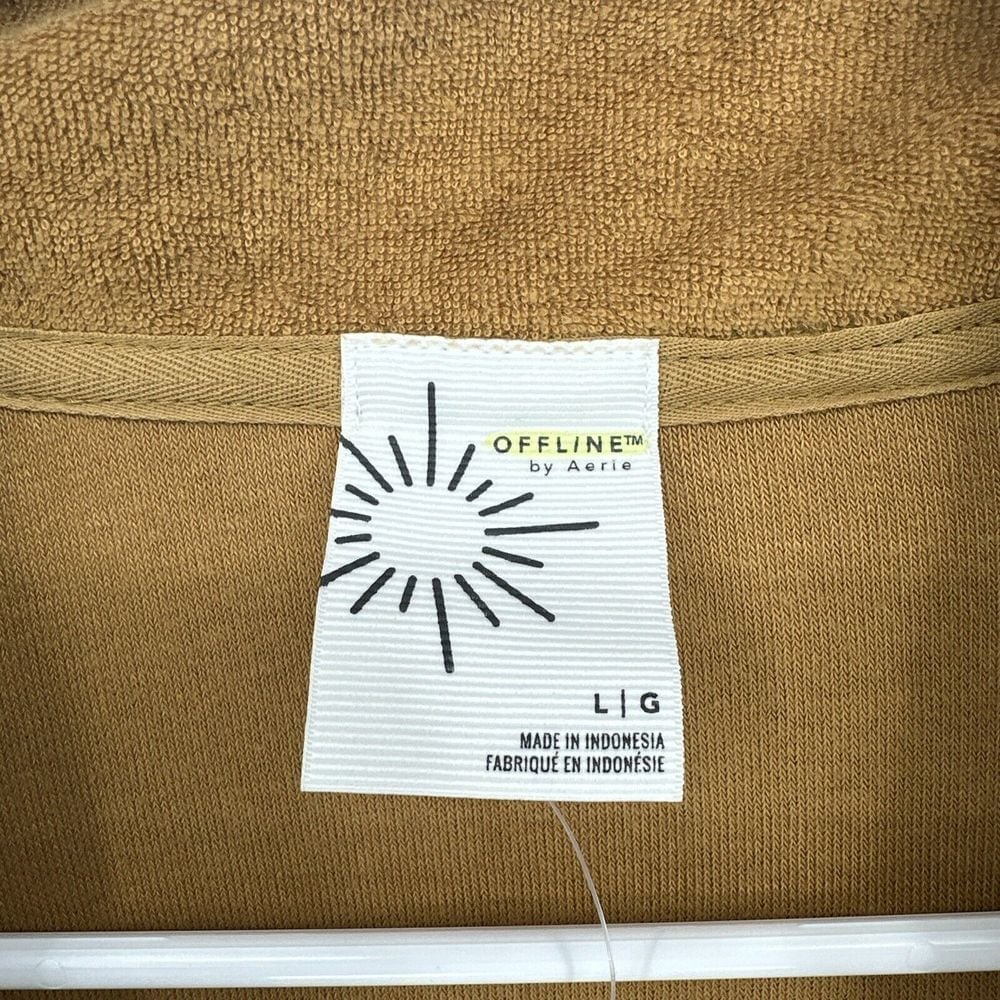 OFFLINE™
by Aerie
L | G
MADE IN INDONESIA
FABRIQUÉ EN INDONÉSIE